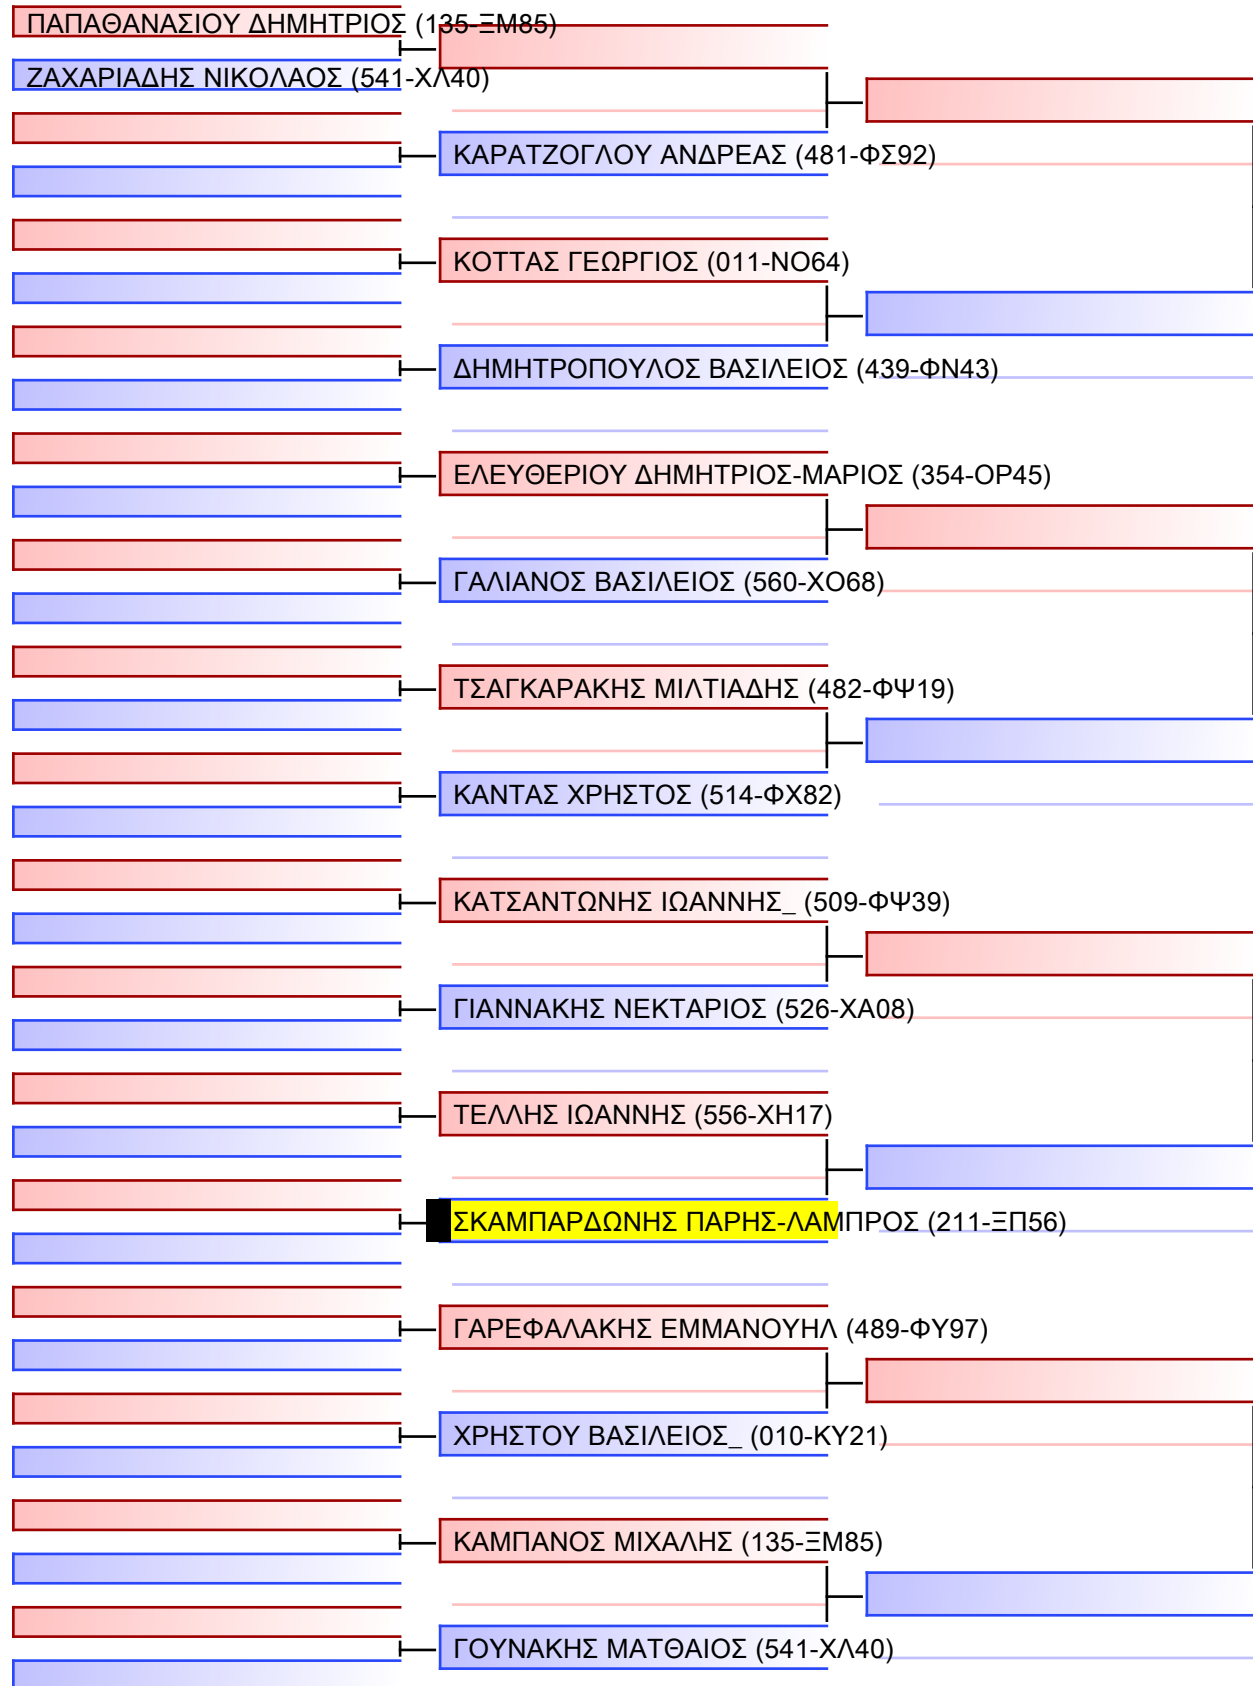 ΠΑΠΑΘΑΝΑΣΙΟΥ ΔΗΜΗΤΡΙΟΣ (135-ΞΜ85)
ΖΑΧΑΡΙΑΔΗΣ ΝΙΚΟΛΑΟΣ (541-ΧΛ40)
ΚΑΡΑΤΖΟΓΛΟΥ ΑΝΔΡΕΑΣ (481-ΦΣ92)
ΚΟΤΤΑΣ ΓΕΩΡΓΙΟΣ (011-ΝΟ64)
ΔΗΜΗΤΡΟΠΟΥΛΟΣ ΒΑΣΙΛΕΙΟΣ (439-ΦΝ43)
ΕΛΕΥΘΕΡΙΟΥ ΔΗΜΗΤΡΙΟΣ-ΜΑΡΙΟΣ (354-ΟΡ45)
ΓΑΛΙΑΝΟΣ ΒΑΣΙΛΕΙΟΣ (560-ΧΟ68)
ΤΣΑΓΚΑΡΑΚΗΣ ΜΙΛΤΙΑΔΗΣ (482-ΦΨ19)
ΚΑΝΤΑΣ ΧΡΗΣΤΟΣ (514-ΦΧ82)
ΚΑΤΣΑΝΤΩΝΗΣ ΙΩΑΝΝΗΣ_ (509-ΦΨ39)
ΓΙΑΝΝΑΚΗΣ ΝΕΚΤΑΡΙΟΣ (526-ΧΑ08)
ΤΕΛΛΗΣ ΙΩΑΝΝΗΣ (556-ΧΗ17)
ΣΚΑΜΠΑΡΔΩΝΗΣ ΠΑΡΗΣ-ΛΑΜΠΡΟΣ (211-ΞΠ56)
ΓΑΡΕΦΑΛΑΚΗΣ ΕΜΜΑΝΟΥΗΛ (489-ΦΥ97)
ΧΡΗΣΤΟΥ ΒΑΣΙΛΕΙΟΣ_ (010-ΚΥ21)
ΚΑΜΠΑΝΟΣ ΜΙΧΑΛΗΣ (135-ΞΜ85)
ΓΟΥΝΑΚΗΣ ΜΑΤΘΑΙΟΣ (541-ΧΛ40)